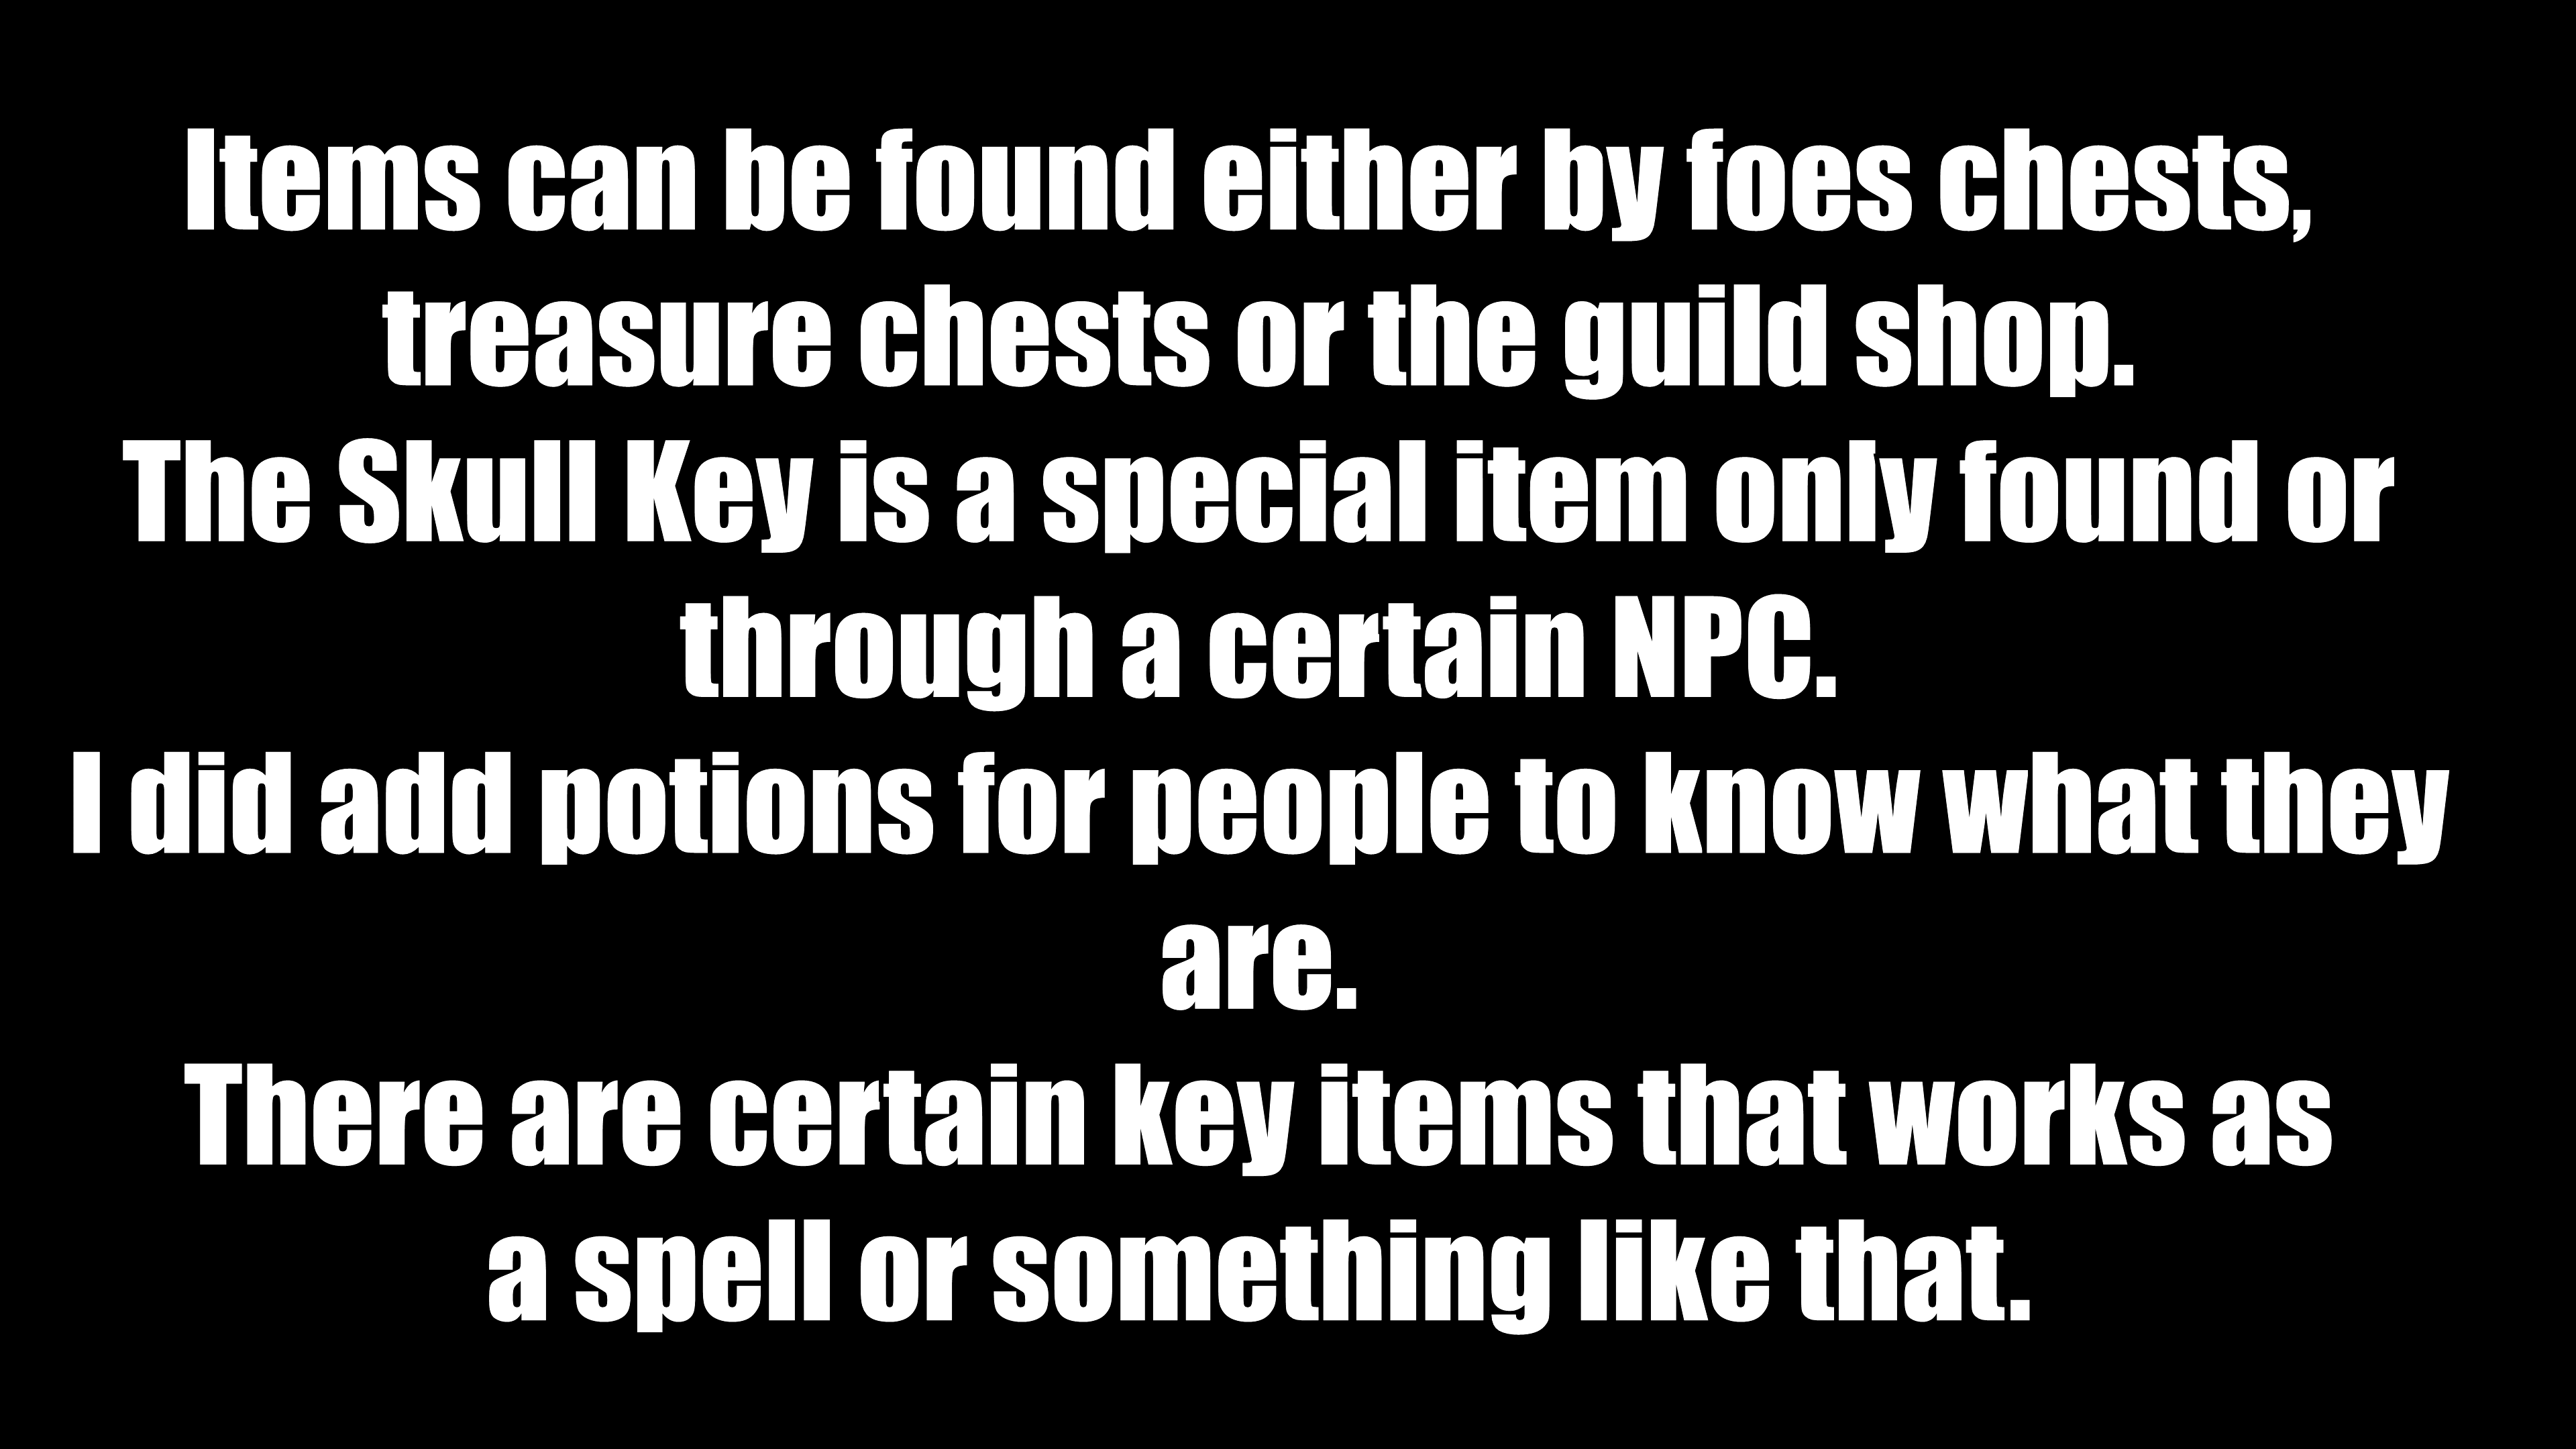 Items can be found either by foes chests,
treasure chests or the guild shop.
The Skull Key is a special item only found or
through a certain NPC.
I did add potions for people to know what they
are.
There are certain key items that works as
a spell or something like that.